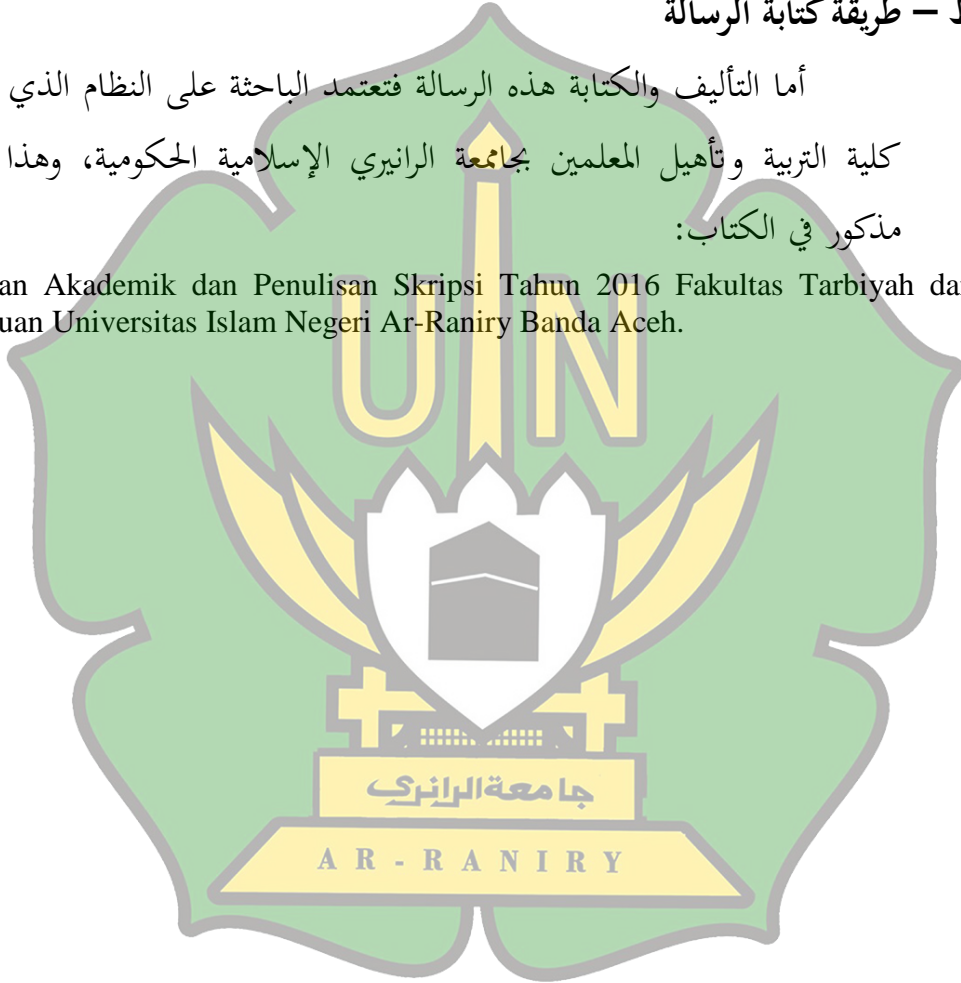 – طريقة كتابة الرسالة
أما التأليف والكتابة هذه الرسالة فتعتمد الباحثة على النظام الذي
كلية التربية وتأهيل المعلمين بجامعة الرانيري الإسلامية الحكومية، وهذا
مذكور في الكتاب:
an Akademik dan Penulisan Skripsi Tahun 2016 Fakultas Tarbiyah dan
uan Universitas Islam Negeri Ar-Raniry Banda Aceh.
UIN
جامعة الرانري
AR-RANIRY